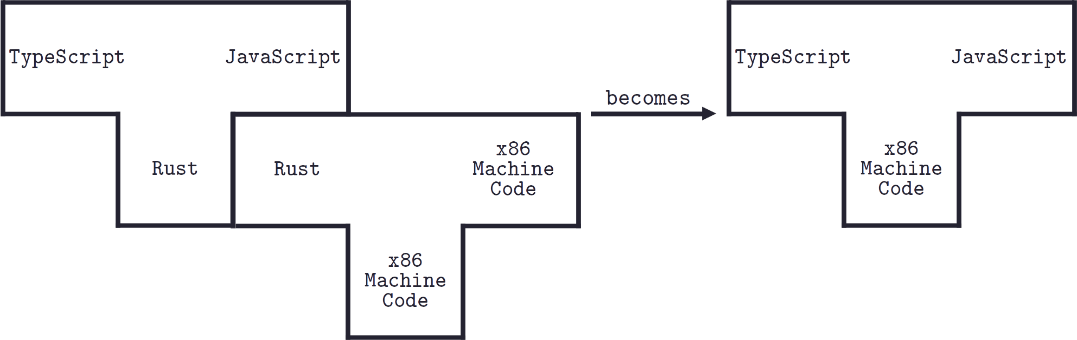 TypeScript JavaScript
Rust
Rust
x86
Machine
Code
x86
Machine
Code
becomes
TypeScript JavaScript
x86
Machine
Code